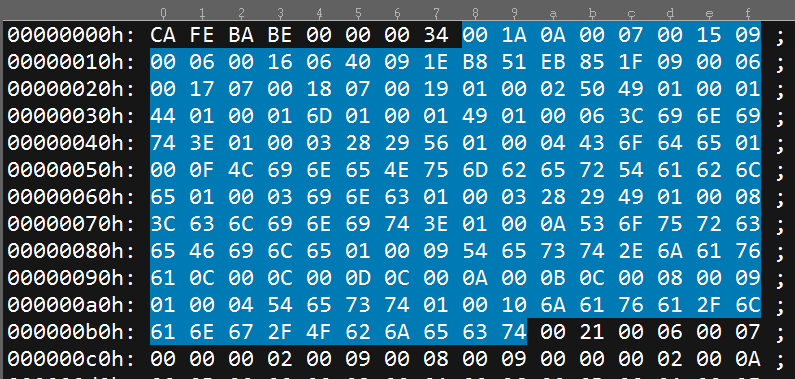 0 1 2 3 4 5 6 7 8 9 a b c d e f
00000000h: CA FE BA BE 00 00 00 34 00 1A 0A 00 07 00 15 09 ;
00000010h: 00 06 00 16 06 40 09 1E B8 51 EB 85 1F 09 00 06 ;
00000020h: 00 17 07 00 18 07 00 19 01 00 02 50 49 01 00 01 ;
00000030h: 44 01 00 01 6D 01 00 01 49 01 00 06 3C 69 6E 69 ;
00000040h: 74 3E 01 00 03 28 29 56 01 00 04 43 6F 64 65 01 ;
00000050h: 00 0F 4C 69 6E 65 4E 75 6D 62 65 72 54 61 62 6C ;
00000060h: 65 01 00 03 69 6E 63 01 00 03 28 29 49 01 00 08 ;
00000070h: 3C 63 6C 69 6E 69 74 3E 01 00 0A 53 6F 75 72 63 ;
00000080h: 65 46 69 6C 65 01 00 09 54 65 73 74 2E 6A 61 76 ;
00000090h: 61 0C 00 0C 00 0D 0C 00 0A 00 0B 0C 00 08 00 09 ;
000000a0h: 01 00 04 54 65 73 74 01 00 10 6A 61 76 61 2F 6C ;
000000b0h: 61 6E 67 2F 4F 62 6A 65 63 74 00 21 00 06 00 07 ;
000000c0h: 00 00 00 02 00 09 00 08 00 09 00 00 00 02 00 0A ;